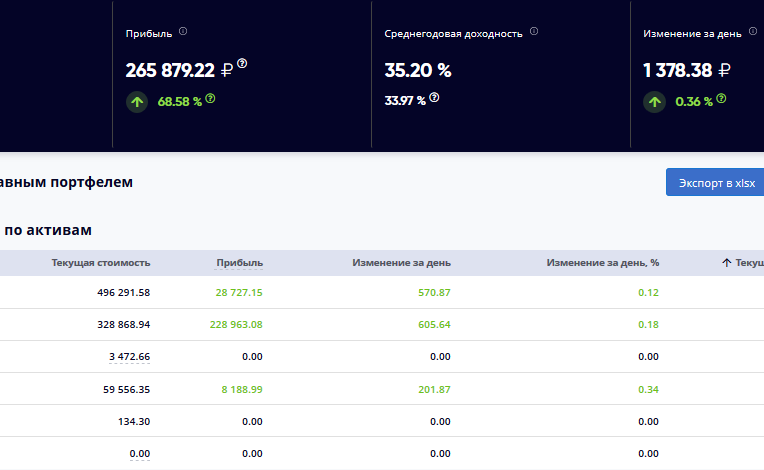 Прибыль Среднегодовая доходность Изменение за день
265 879.22 ₽ 35.20 % 1 378.38 ₽
68.58 % 33.97 % 0.36 %
авным портфелем Экспорт в xlsx
по активам
Текущая стоимость Прибыль Изменение за день Изменение за день, % Текущ
496 291.58 28 727.15 570.87 0.12
328 868.94 228 963.08 605.64 0.18
3 472.66 0.00 0.00 0.00
59 556.35 8 188.99 201.87 0.34
134.30 0.00 0.00 0.00
0.00 0.00 0.00 0.00